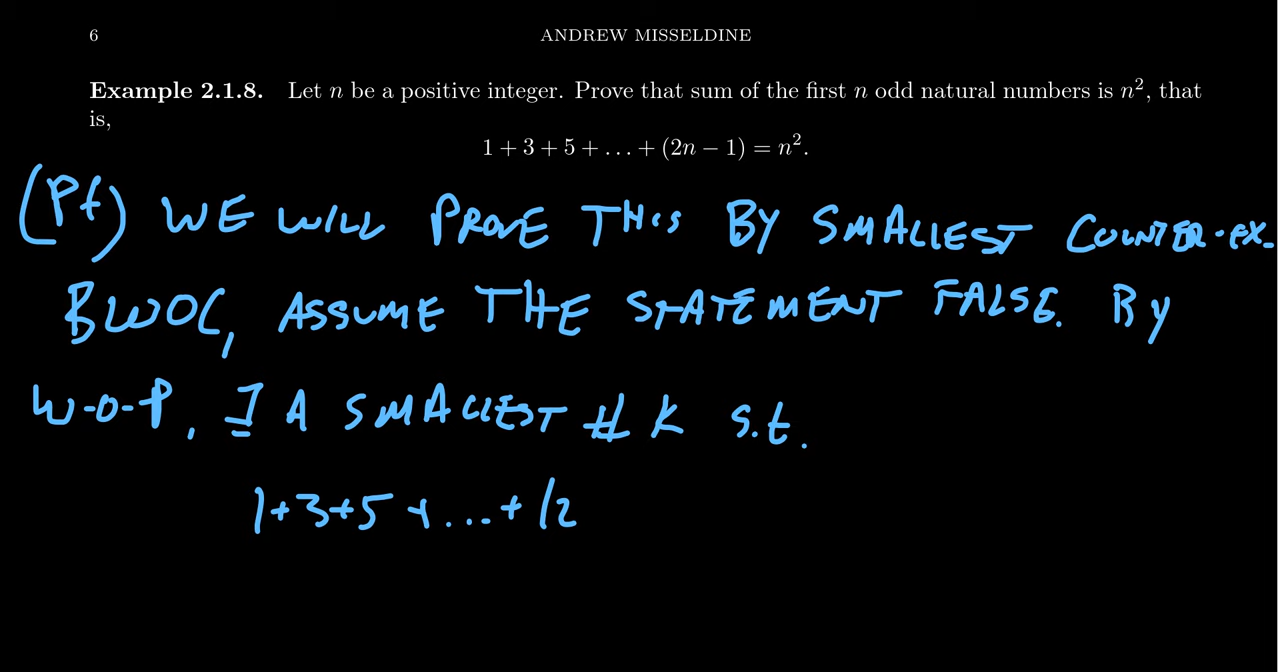 6 ANDREW MISSELDINE
Example 2.1.8. Let n be a positive integer. Prove that sum of the first n odd natural numbers is n², that
is,
1 + 3 + 5 + … + (2n − 1) = n².
(Pf) WE WILL PROVE THIS BY SMALLEST COUNTER-EX.
BWOC, ASSUME THE STATEMENT FALSE. BY
W-O-P, ∃ A SMALLEST # K s.t.
1+3+5+...+(2